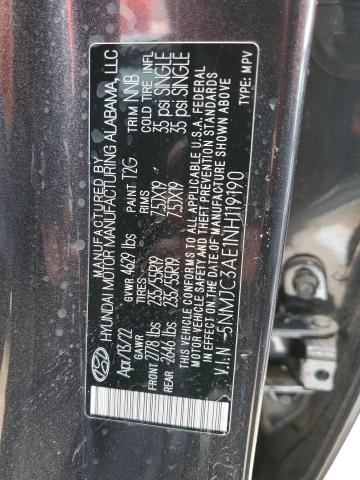 MANUFACTURED BY
HYUNDAI MOTOR MANUFACTURING ALABAMA, LLC
Apr/13/22 GVWR 4629 lbs PAINT T2G TRIM NNB
GAWR TIRES RIMS COLD TIRE INFL
FRONT 2778 lbs 235/55R19 7.5JX19 35 psi SINGLE
REAR 2646 lbs 235/55R19 7.5JX19 35 psi SINGLE
THIS VEHICLE CONFORMS TO ALL APPLICABLE U.S.A. FEDERAL
MOTOR VEHICLE SAFETY, BUMPER, AND THEFT PREVENTION STANDARDS
IN EFFECT ON THE DATE OF MANUFACTURE SHOWN ABOVE
V.I.N : 5NMJC3AE1NH119190 TYPE: MPV